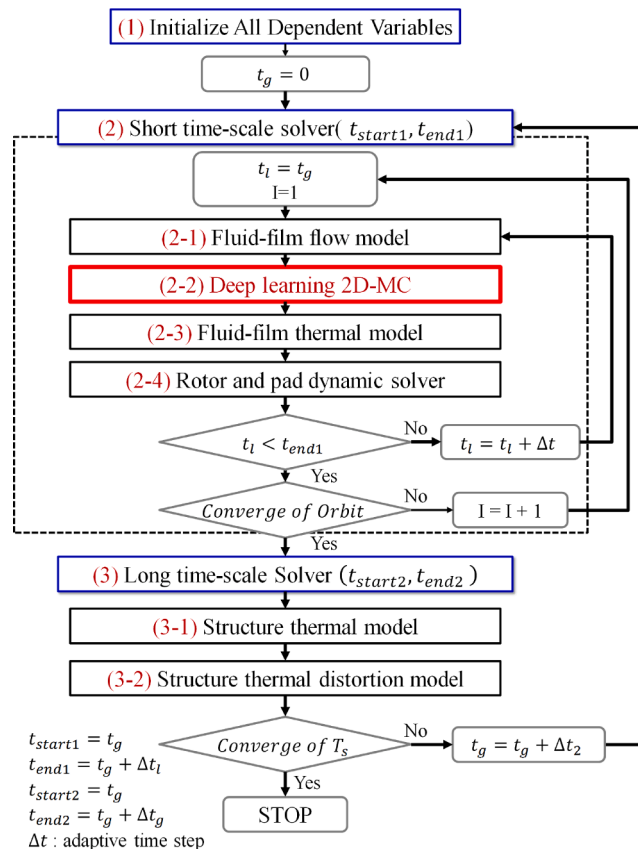 (1) Initialize All Dependent Variables
t_g = 0
(2) Short time-scale solver( t_start1, t_end1)
t_l = t_g
I=1
(2-1) Fluid-film flow model
(2-2) Deep learning 2D-MC
(2-3) Fluid-film thermal model
(2-4) Rotor and pad dynamic solver
t_l < t_end1
No
t_l = t_l + Δt
Yes
Converge of Orbit
No
I = I + 1
Yes
(3) Long time-scale Solver (t_start2, t_end2 )
(3-1) Structure thermal model
(3-2) Structure thermal distortion model
Converge of T_s
No
t_g = t_g + Δt_2
Yes
STOP
t_start1 = t_g
t_end1 = t_g + Δt_l
t_start2 = t_g
t_end2 = t_g + Δt_g
Δt : adaptive time step